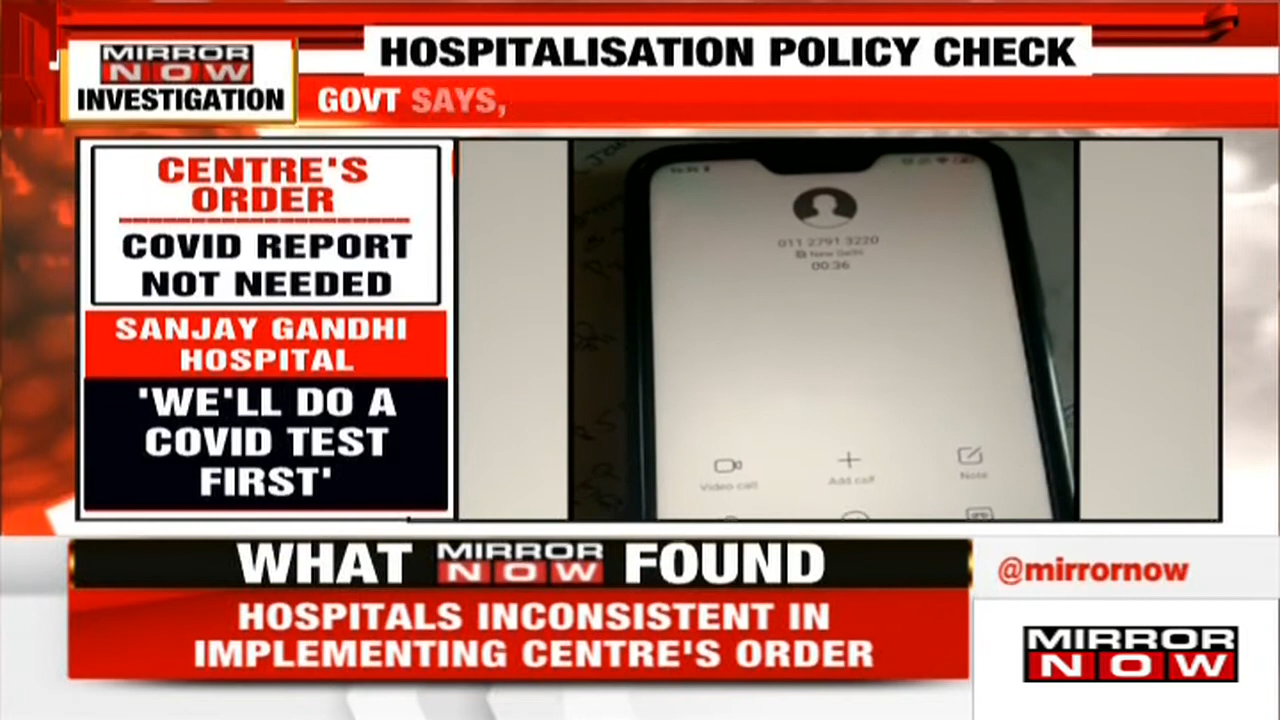 MIRROR
NOW
INVESTIGATION
HOSPITALISATION POLICY CHECK
GOVT SAYS,
CENTRE'S
ORDER
COVID REPORT
NOT NEEDED
SANJAY GANDHI
HOSPITAL
'WE'LL DO A
COVID TEST
FIRST'
011 2791 3220
New Delhi
00:36
Video call
Add call
Note
WHAT MIRROR NOW FOUND
HOSPITALS INCONSISTENT IN
IMPLEMENTING CENTRE'S ORDER
@mirrornow
MIRROR
NOW